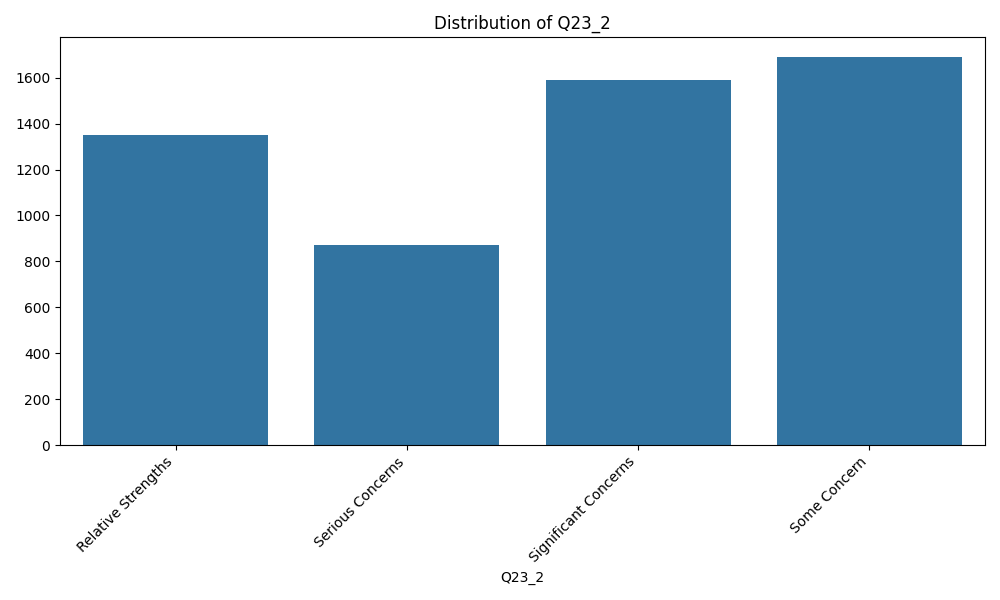 Distribution of Q23_2
1600
1400
1200
1000
800
600
400
200
0
Relative Strengths
Serious Concerns
Significant Concerns
Some Concern
Q23_2